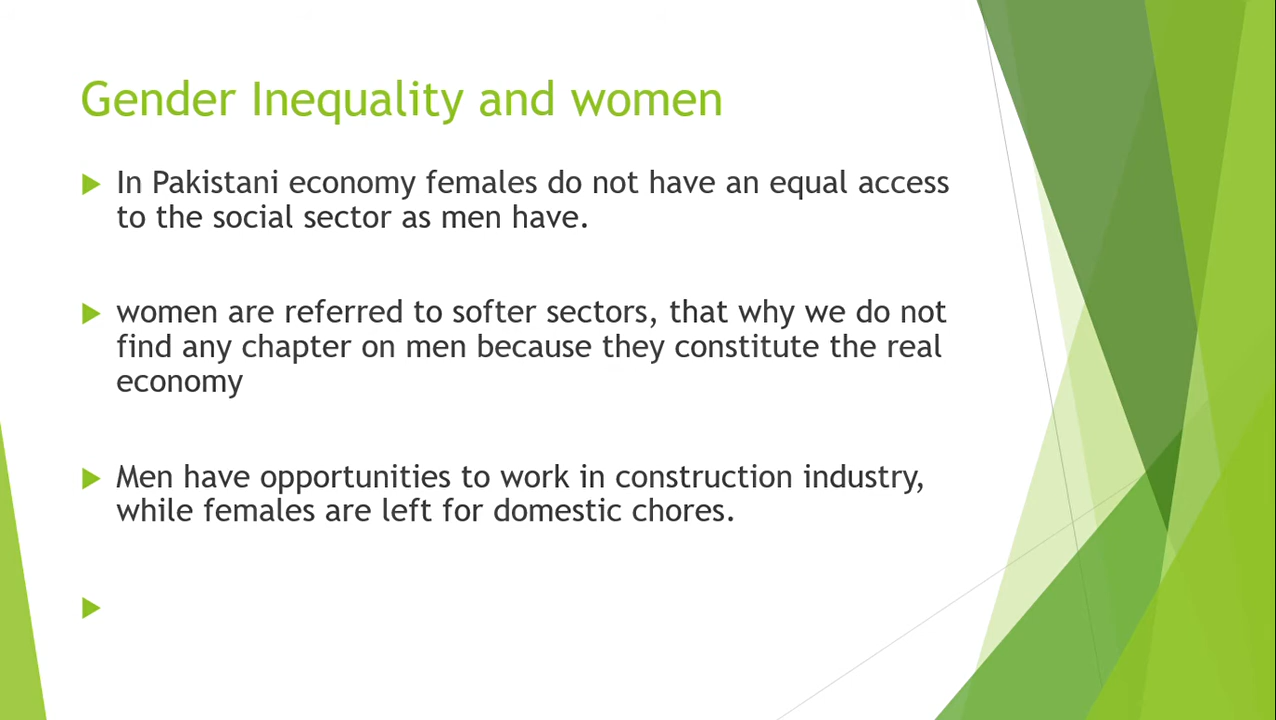 Gender Inequality and women
In Pakistani economy females do not have an equal access
to the social sector as men have.
women are referred to softer sectors, that why we do not
find any chapter on men because they constitute the real
economy
Men have opportunities to work in construction industry,
while females are left for domestic chores.